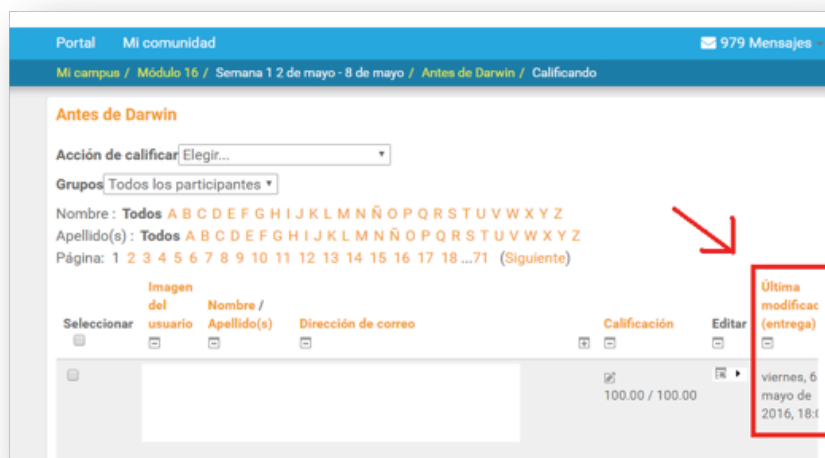 Portal Mi comunidad 979 Mensajes
Mi campus / Módulo 16 / Semana 1 2 de mayo - 8 de mayo / Antes de Darwin / Calificando
Antes de Darwin
Acción de calificar Elegir...
Grupos Todos los participantes
Nombre : Todos A B C D E F G H I J K L M N Ñ O P Q R S T U V W X Y Z
Apellido(s) : Todos A B C D E F G H I J K L M N Ñ O P Q R S T U V W X Y Z
Página: 1 2 3 4 5 6 7 8 9 10 11 12 13 14 15 16 17 18 ...71 (Siguiente)
Seleccionar
Imagen
del
usuario
Nombre /
Apellido(s)
Dirección de correo
Calificación
Editar
Última
modificac
(entrega)
100.00 / 100.00
viernes, 6
mayo de
2016, 18: